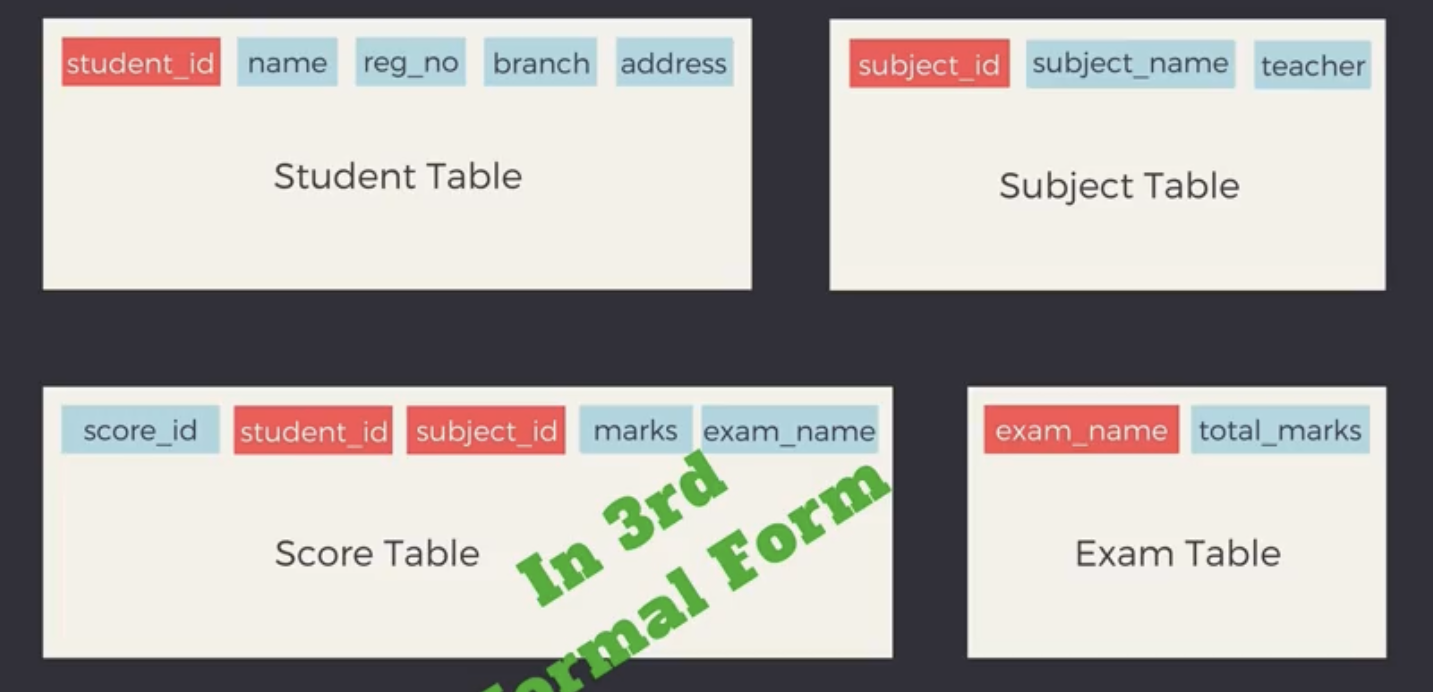 student_id name reg_no branch address
Student Table
subject_id subject_name teacher
Subject Table
score_id student_id subject_id marks exam_name
Score Table
In 3rd
ormal Form
exam_name total_marks
Exam Table